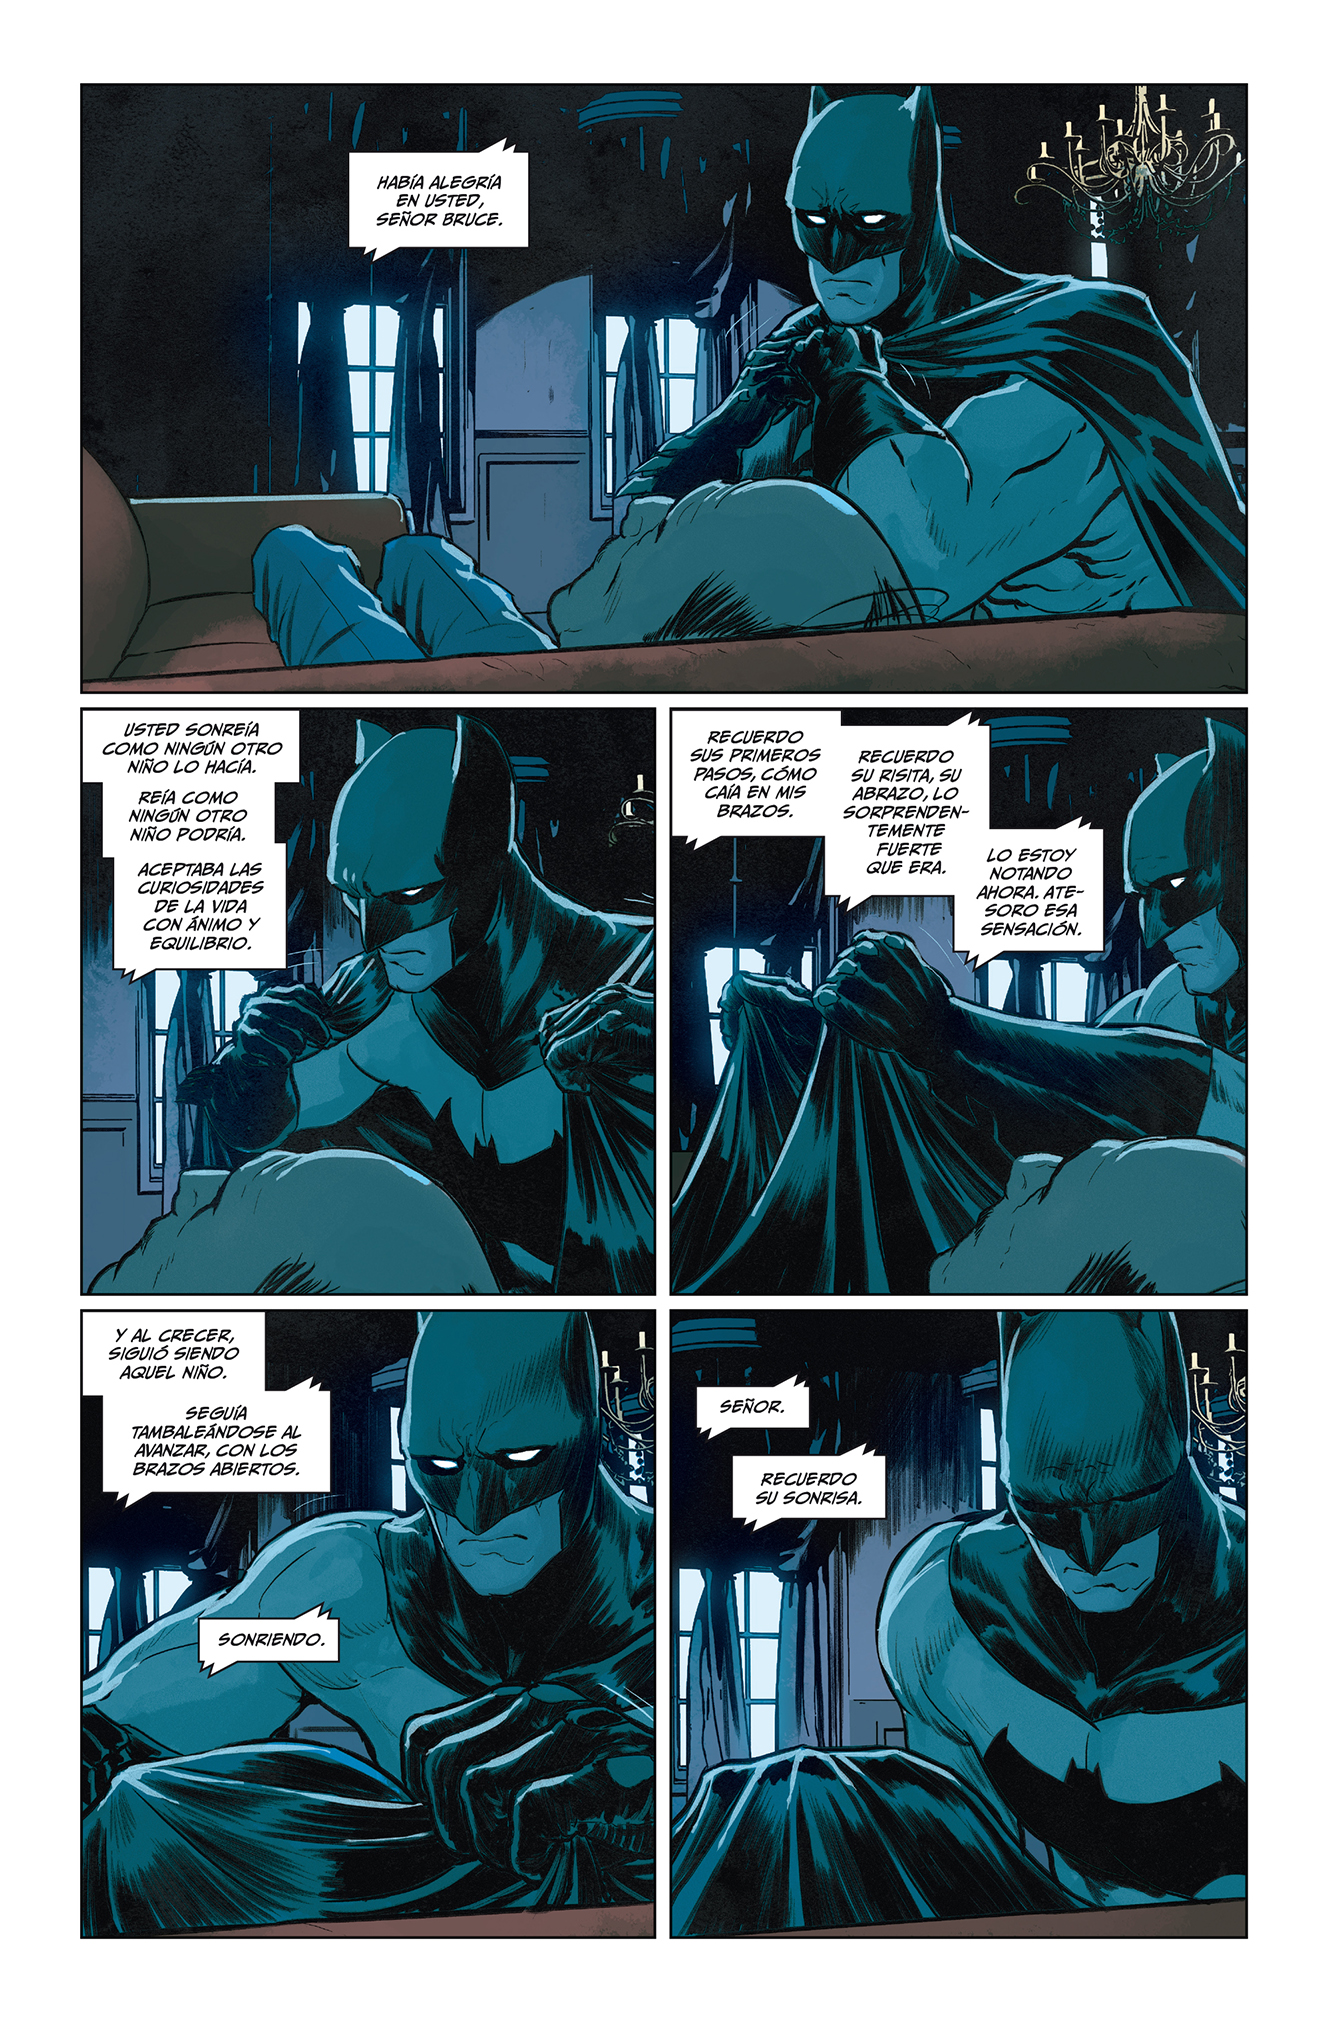 HABÍA ALEGRÍA
EN USTED,
SEÑOR BRUCE.
USTED SONREÍA
COMO NINGÚN OTRO
NIÑO LO HACÍA.
REÍA COMO
NINGÚN OTRO
NIÑO PODRÍA.
ACEPTABA LAS
CURIOSIDADES
DE LA VIDA
CON ÁNIMO Y
EQUILIBRIO.
RECUERDO
SUS PRIMEROS
PASOS, CÓMO
CAÍA EN MIS
BRAZOS.
RECUERDO
SU RISITA, SU
ABRAZO, LO
SORPRENDEN-
TEMENTE
FUERTE
QUE ERA.
LO ESTOY
NOTANDO
AHORA. ATE-
SORO ESA
SENSACIÓN.
Y AL CRECER,
SIGUIÓ SIENDO
AQUEL NIÑO.
SEGUÍA
TAMBALEÁNDOSE AL
AVANZAR, CON LOS
BRAZOS ABIERTOS.
SONRIENDO.
SEÑOR.
RECUERDO
SU SONRISA.